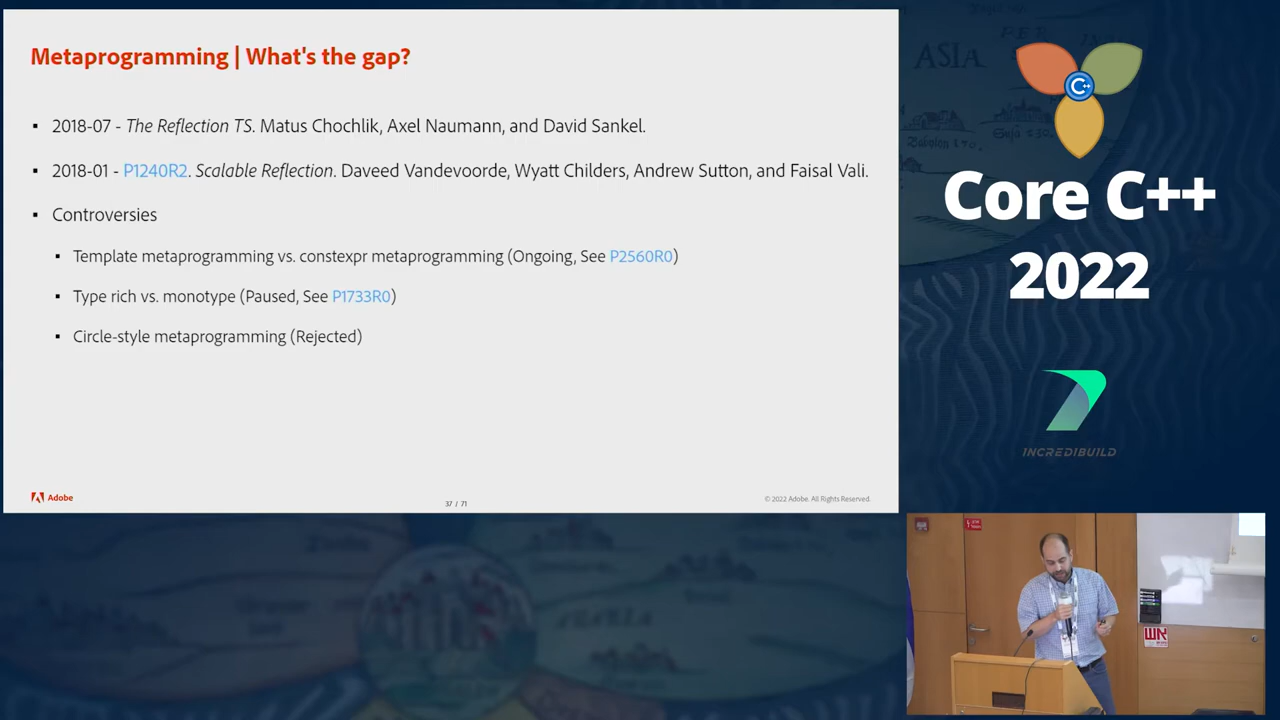 Metaprogramming | What's the gap?
▪ 2018-07 - The Reflection TS. Matus Chochlik, Axel Naumann, and David Sankel.
▪ 2018-01 - P1240R2. Scalable Reflection. Daveed Vandevoorde, Wyatt Childers, Andrew Sutton, and Faisal Vali.
▪ Controversies
▪ Template metaprogramming vs. constexpr metaprogramming (Ongoing, See P2560R0)
▪ Type rich vs. monotype (Paused, See P1733R0)
▪ Circle-style metaprogramming (Rejected)
Adobe
37 / 71
© 2022 Adobe. All Rights Reserved.
ASIA
C++
Core C++
2022
INCREDIBUILD